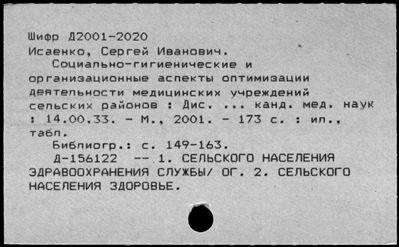 Шифр Д2001-2020
Исаенко, Сергей Иванович.
Социально-гигиенические и
организационные аспекты оптимизации
деятельности медицинских учреждений
сельских районов : Дис. ... канд. мед. наук
: 14.00.33. - М., 2001. - 173 с. : ил.,
табл.
Библиогр.: с. 149-163.
Д-156122 -- 1. СЕЛЬСКОГО НАСЕЛЕНИЯ
ЗДРАВООХРАНЕНИЯ СЛУЖБЫ/ ОГ. 2. СЕЛЬСКОГО
НАСЕЛЕНИЯ ЗДОРОВЬЕ.